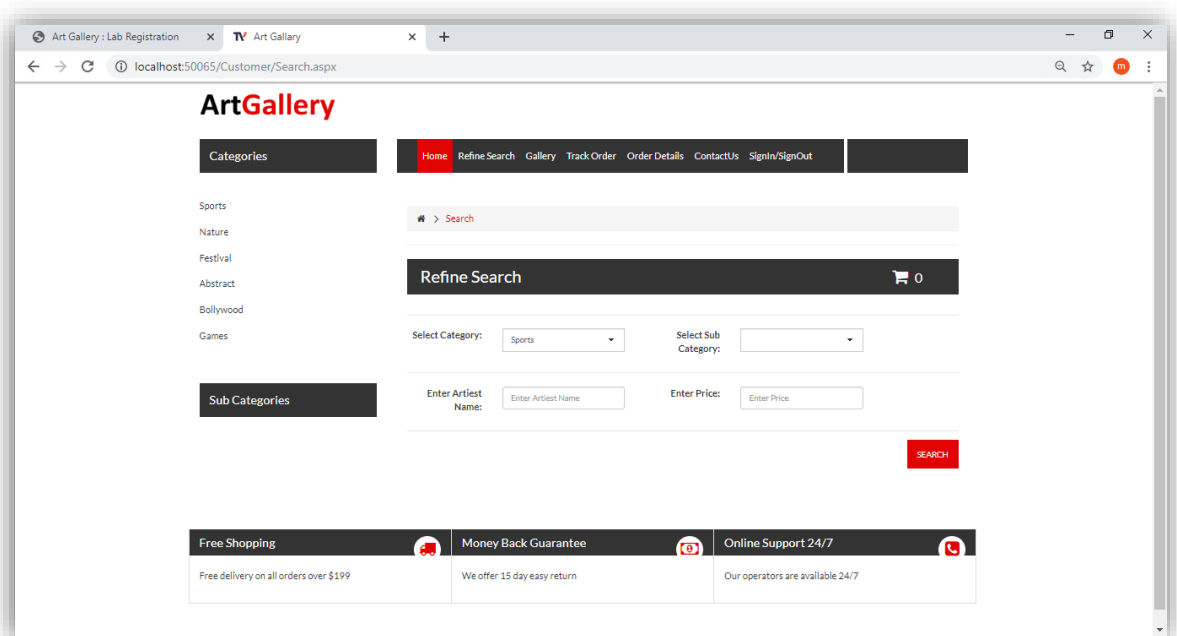 Art Gallery : Lab Registration
Art Gallary
localhost:50065/Customer/Search.aspx
m
ArtGallery
Categories
Home Refine Search Gallery Track Order Order Details ContactUs SignIn/SignOut
Sports
Nature
Festival
Abstract
Bollywood
Games
Sub Categories
> Search
Refine Search
0
Select Category:
Sports
Select Sub
Category:
Enter Artiest
Name:
Enter Artiest Name
Enter Price:
Enter Price
SEARCH
Free Shopping
Free delivery on all orders over $199
Money Back Guarantee
We offer 15 day easy return
Online Support 24/7
Our operators are available 24/7